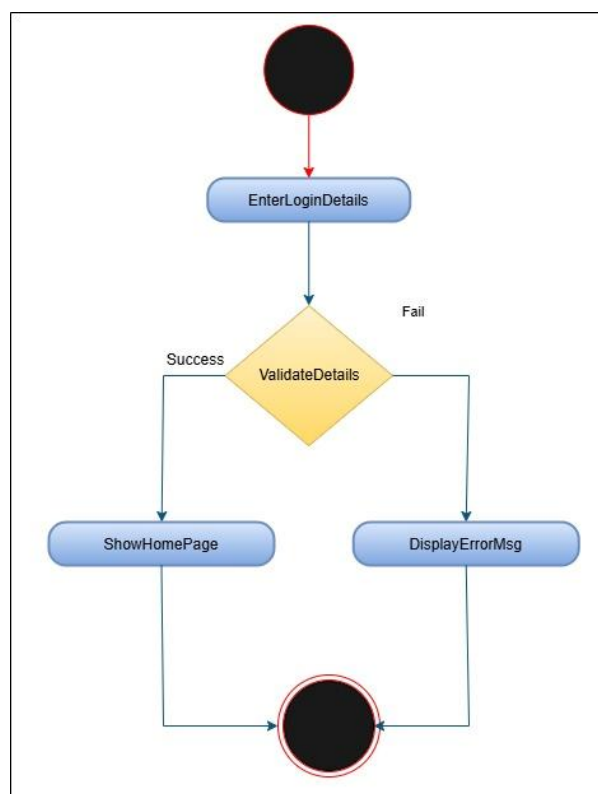 EnterLoginDetails
Fail
Success
ValidateDetails
ShowHomePage
DisplayErrorMsg